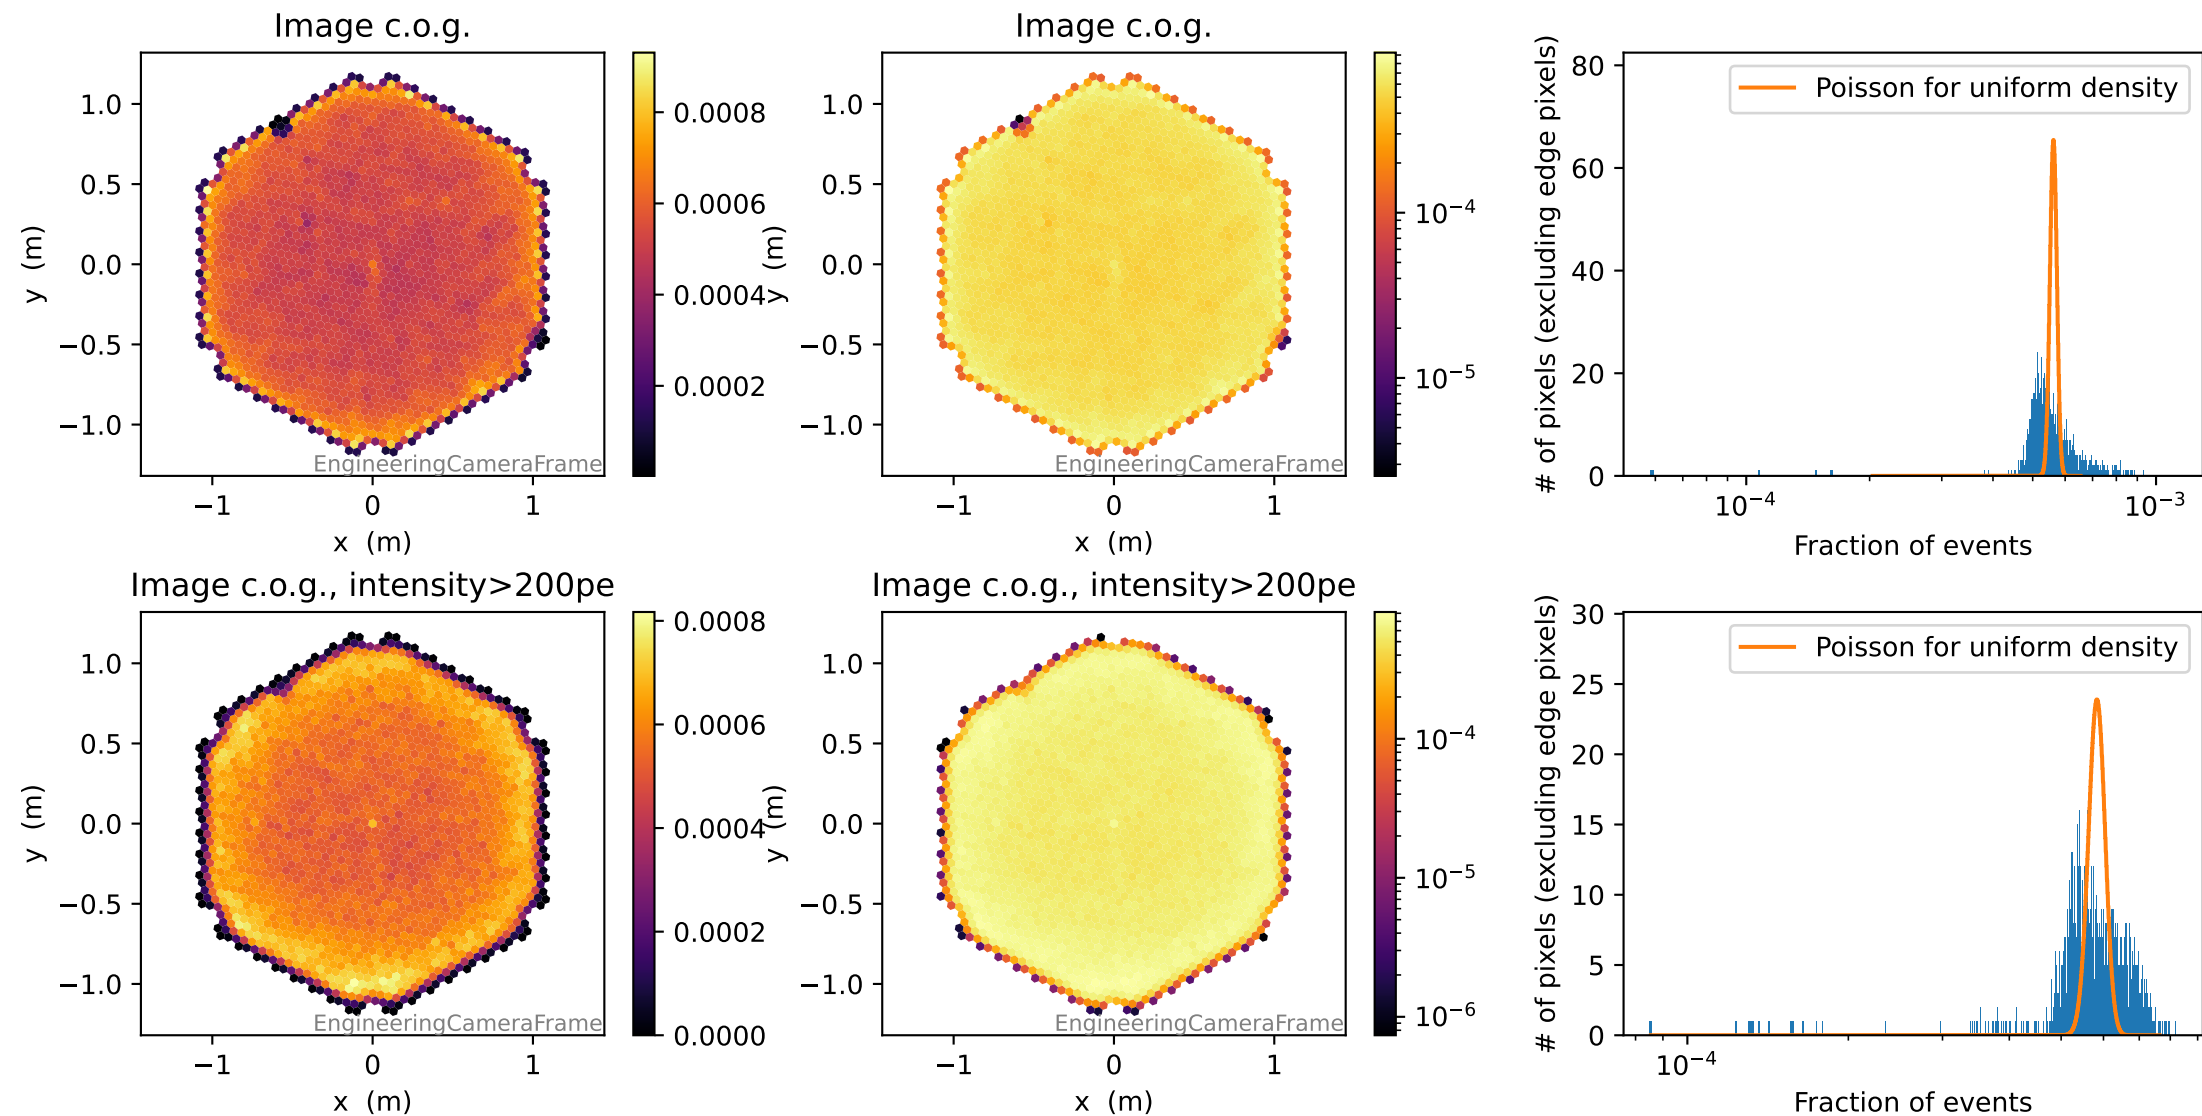 Image c.o.g.
1.0
0.5
0.0
−0.5
−1.0
y (m)
−1
0
1
x (m)
EngineeringCameraFrame
0.0008
0.0006
0.0004
0.0002
Image c.o.g.
1.0
0.5
0.0
−0.5
−1.0
y (m)
−1
0
1
x (m)
EngineeringCameraFrame
10⁻⁴
10⁻⁵
# of pixels (excluding edge pixels)
80
60
40
20
0
Poisson for uniform density
10⁻⁴
10⁻³
Fraction of events
Image c.o.g., intensity>200pe
1.0
0.5
0.0
−0.5
−1.0
y (m)
−1
0
1
x (m)
EngineeringCameraFrame
0.0008
0.0006
0.0004
0.0002
0.0000
Image c.o.g., intensity>200pe
1.0
0.5
0.0
−0.5
−1.0
y (m)
−1
0
1
x (m)
EngineeringCameraFrame
10⁻⁴
10⁻⁵
10⁻⁶
# of pixels (excluding edge pixels)
30
25
20
15
10
5
0
Poisson for uniform density
10⁻⁴
Fraction of events